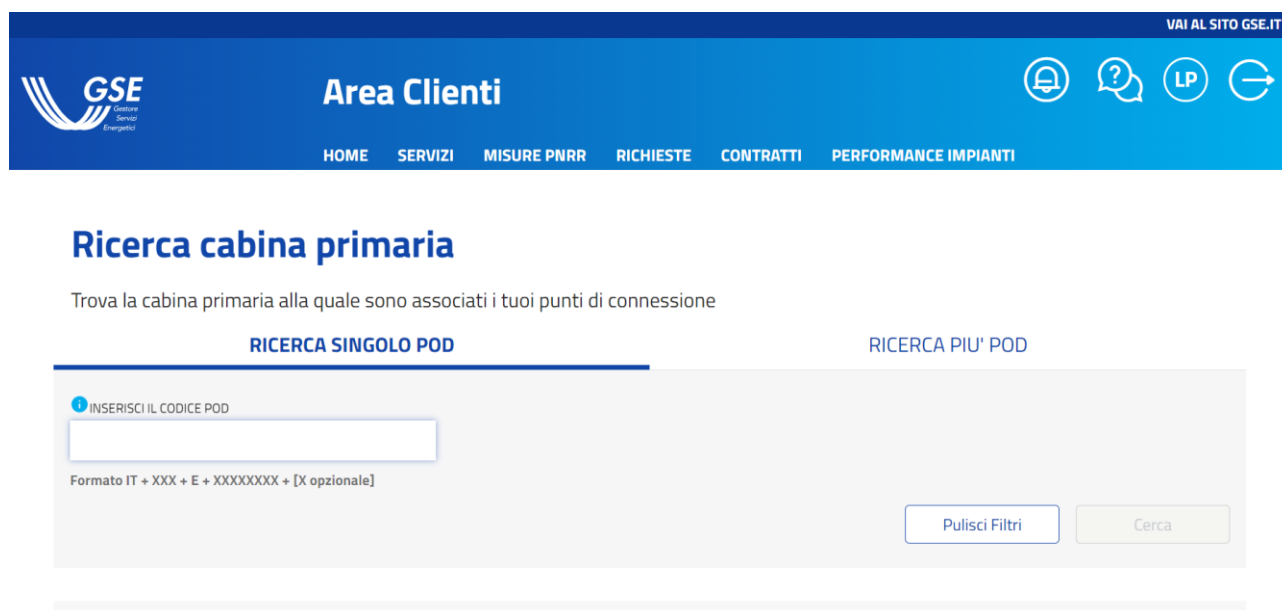 VAI AL SITO GSE.IT
GSE
Gestore
Servizi
Energetici
Area Clienti
LP
HOME SERVIZI MISURE PNRR RICHIESTE CONTRATTI PERFORMANCE IMPIANTI
Ricerca cabina primaria
Trova la cabina primaria alla quale sono associati i tuoi punti di connessione
RICERCA SINGOLO POD RICERCA PIU' POD
INSERISCI IL CODICE POD
Formato IT + XXX + E + XXXXXXXX + [X opzionale]
Pulisci Filtri Cerca